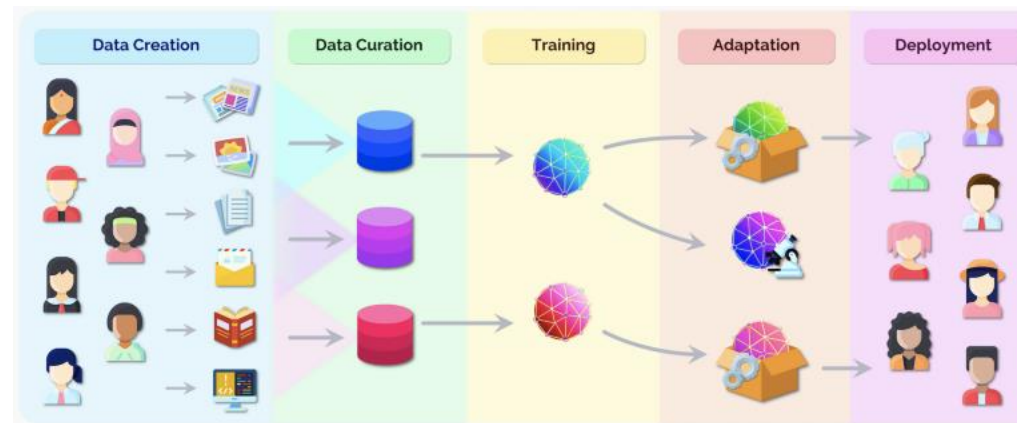 Data Creation
Data Curation
Training
Adaptation
Deployment